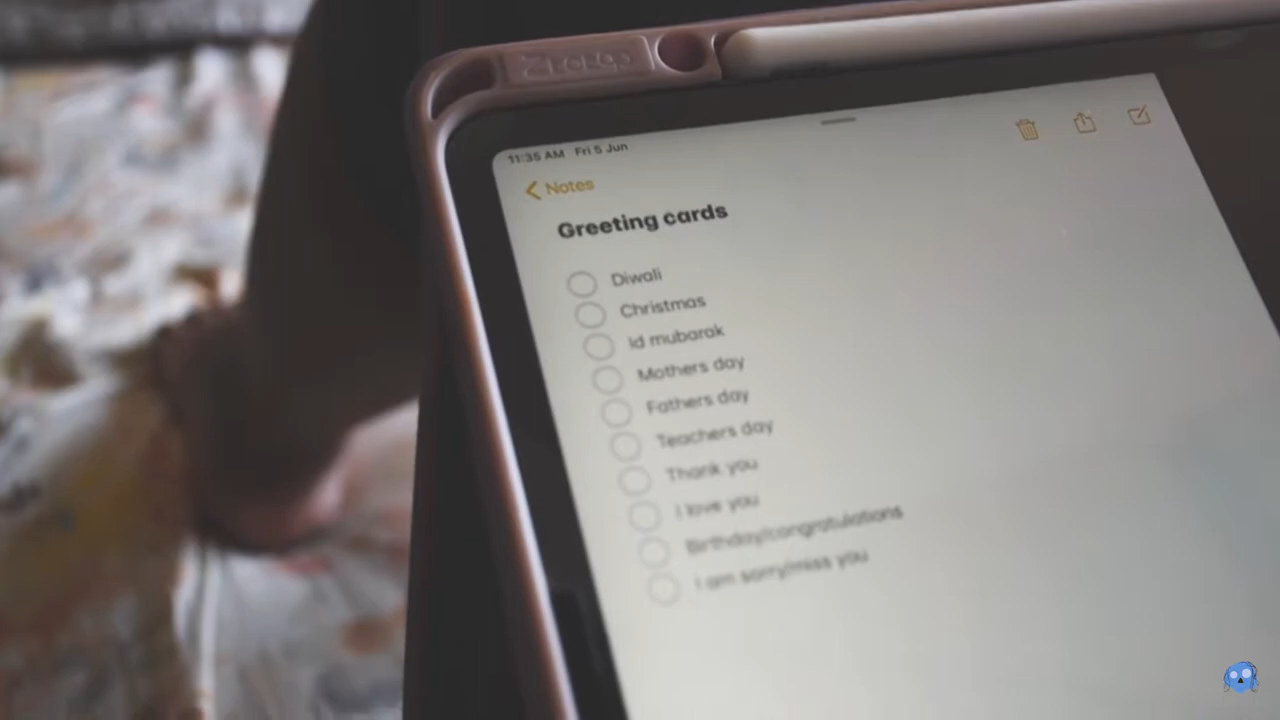 11:35 AM Fri 5 Jun
Notes
Greeting cards
Diwali
Christmas
Id mubarak
Mothers day
Fathers day
Teachers day
Thank you
I love you
Birthday/congratulations
I am sorry/miss you